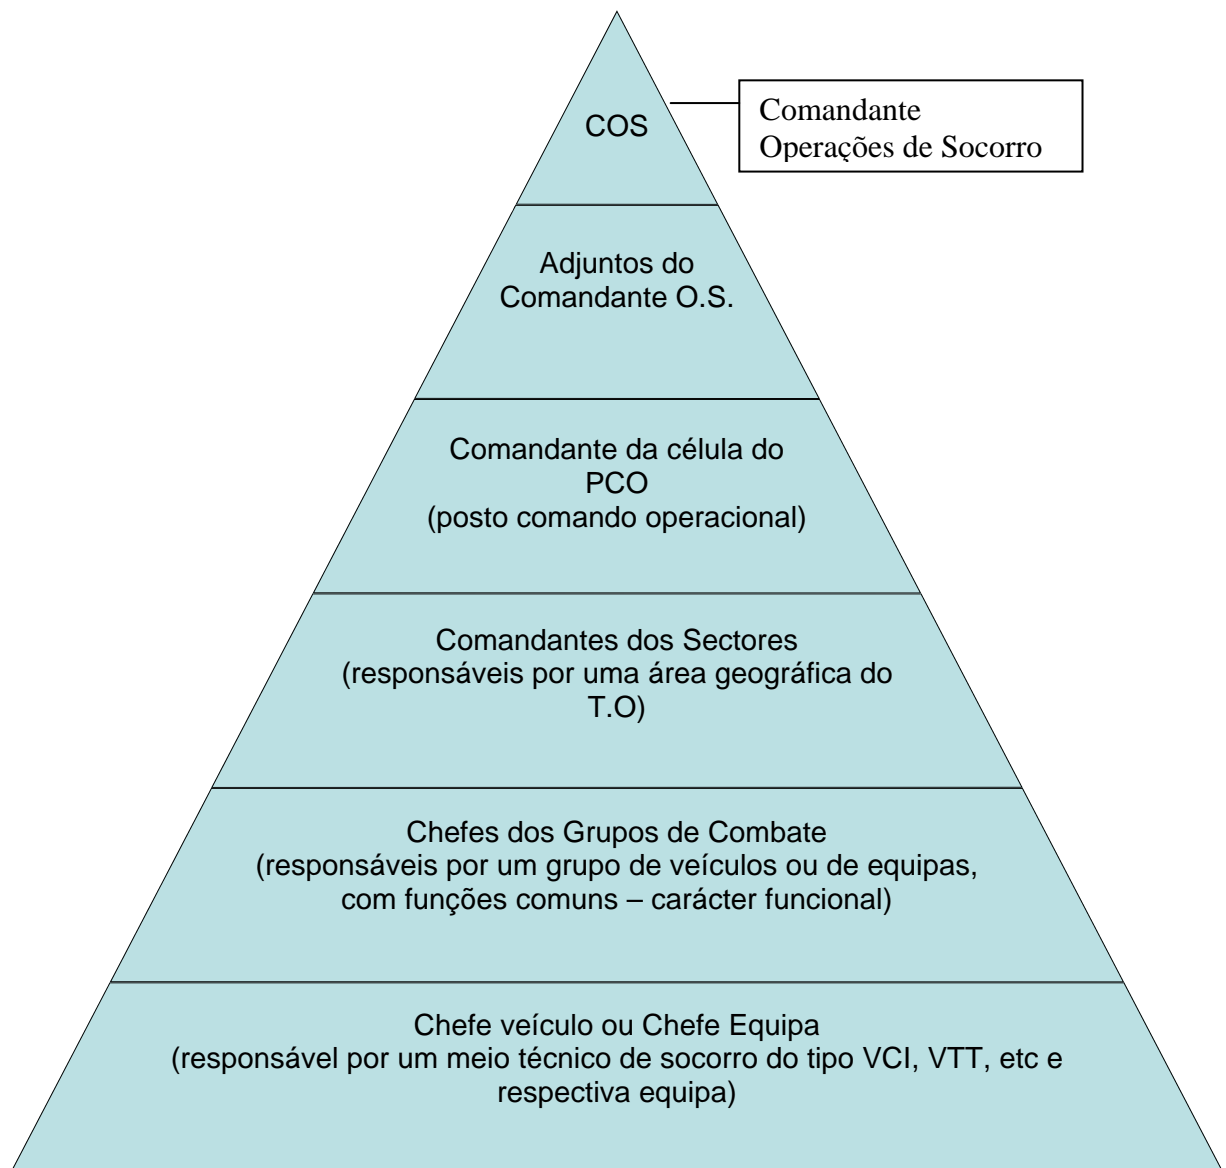 COS
Comandante
Operações de Socorro
Adjuntos do
Comandante O.S.
Comandante da célula do
PCO
(posto comando operacional)
Comandantes dos Sectores
(responsáveis por uma área geográfica do
T.O)
Chefes dos Grupos de Combate
(responsáveis por um grupo de veículos ou de equipas,
com funções comuns – carácter funcional)
Chefe veículo ou Chefe Equipa
(responsável por um meio técnico de socorro do tipo VCI, VTT, etc e
respectiva equipa)